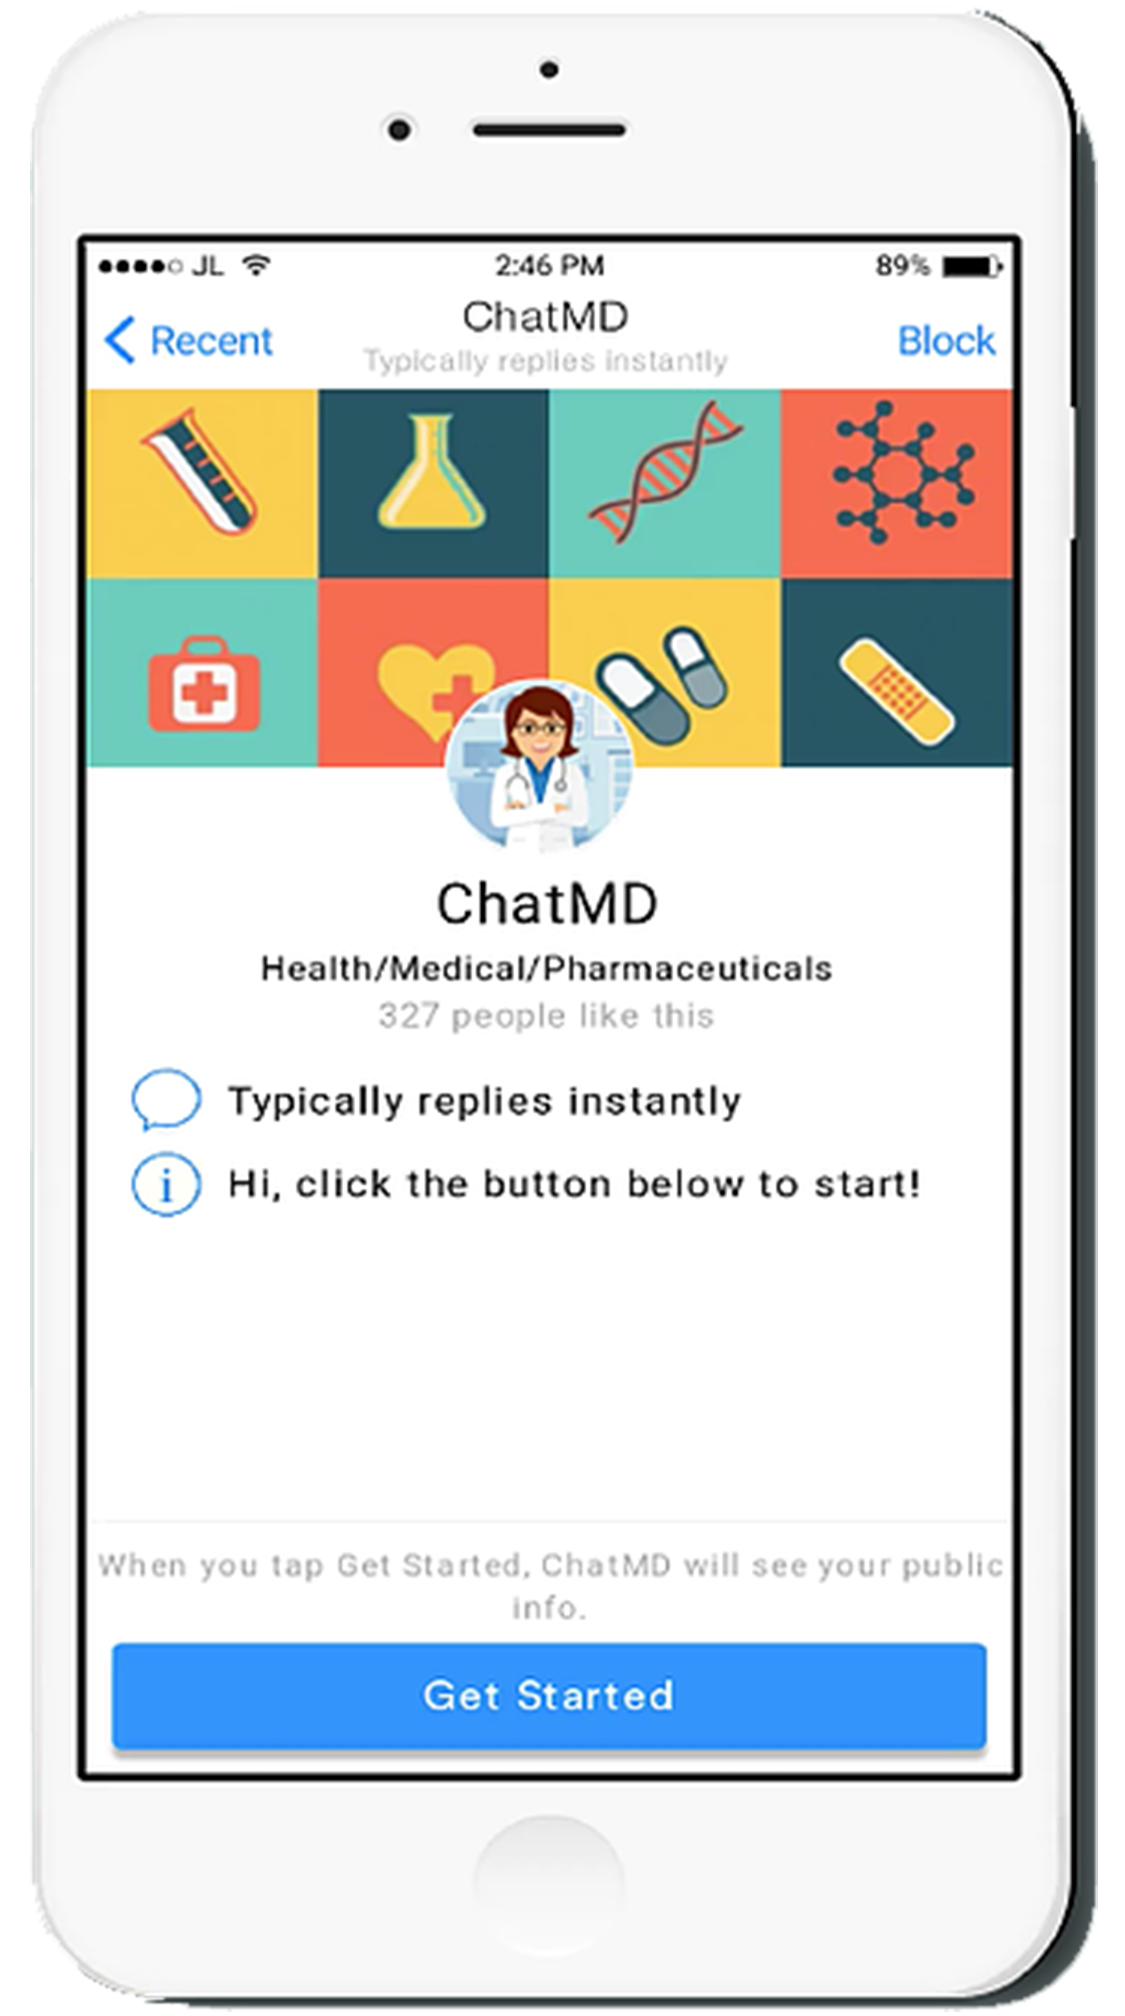 JL 2:46 PM 89%
Recent ChatMD Block
Typically replies instantly
ChatMD
Health/Medical/Pharmaceuticals
327 people like this
Typically replies instantly
i Hi, click the button below to start!
When you tap Get Started, ChatMD will see your public
info.
Get Started